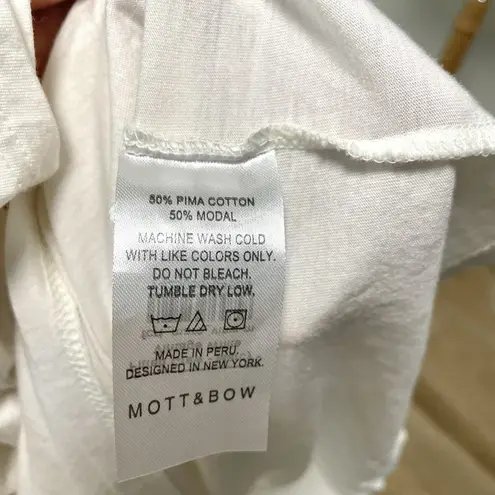 50% PIMA COTTON
50% MODAL
MACHINE WASH COLD
WITH LIKE COLORS ONLY.
DO NOT BLEACH.
TUMBLE DRY LOW.
MADE IN PERU.
DESIGNED IN NEW YORK.
MOTT&BOW